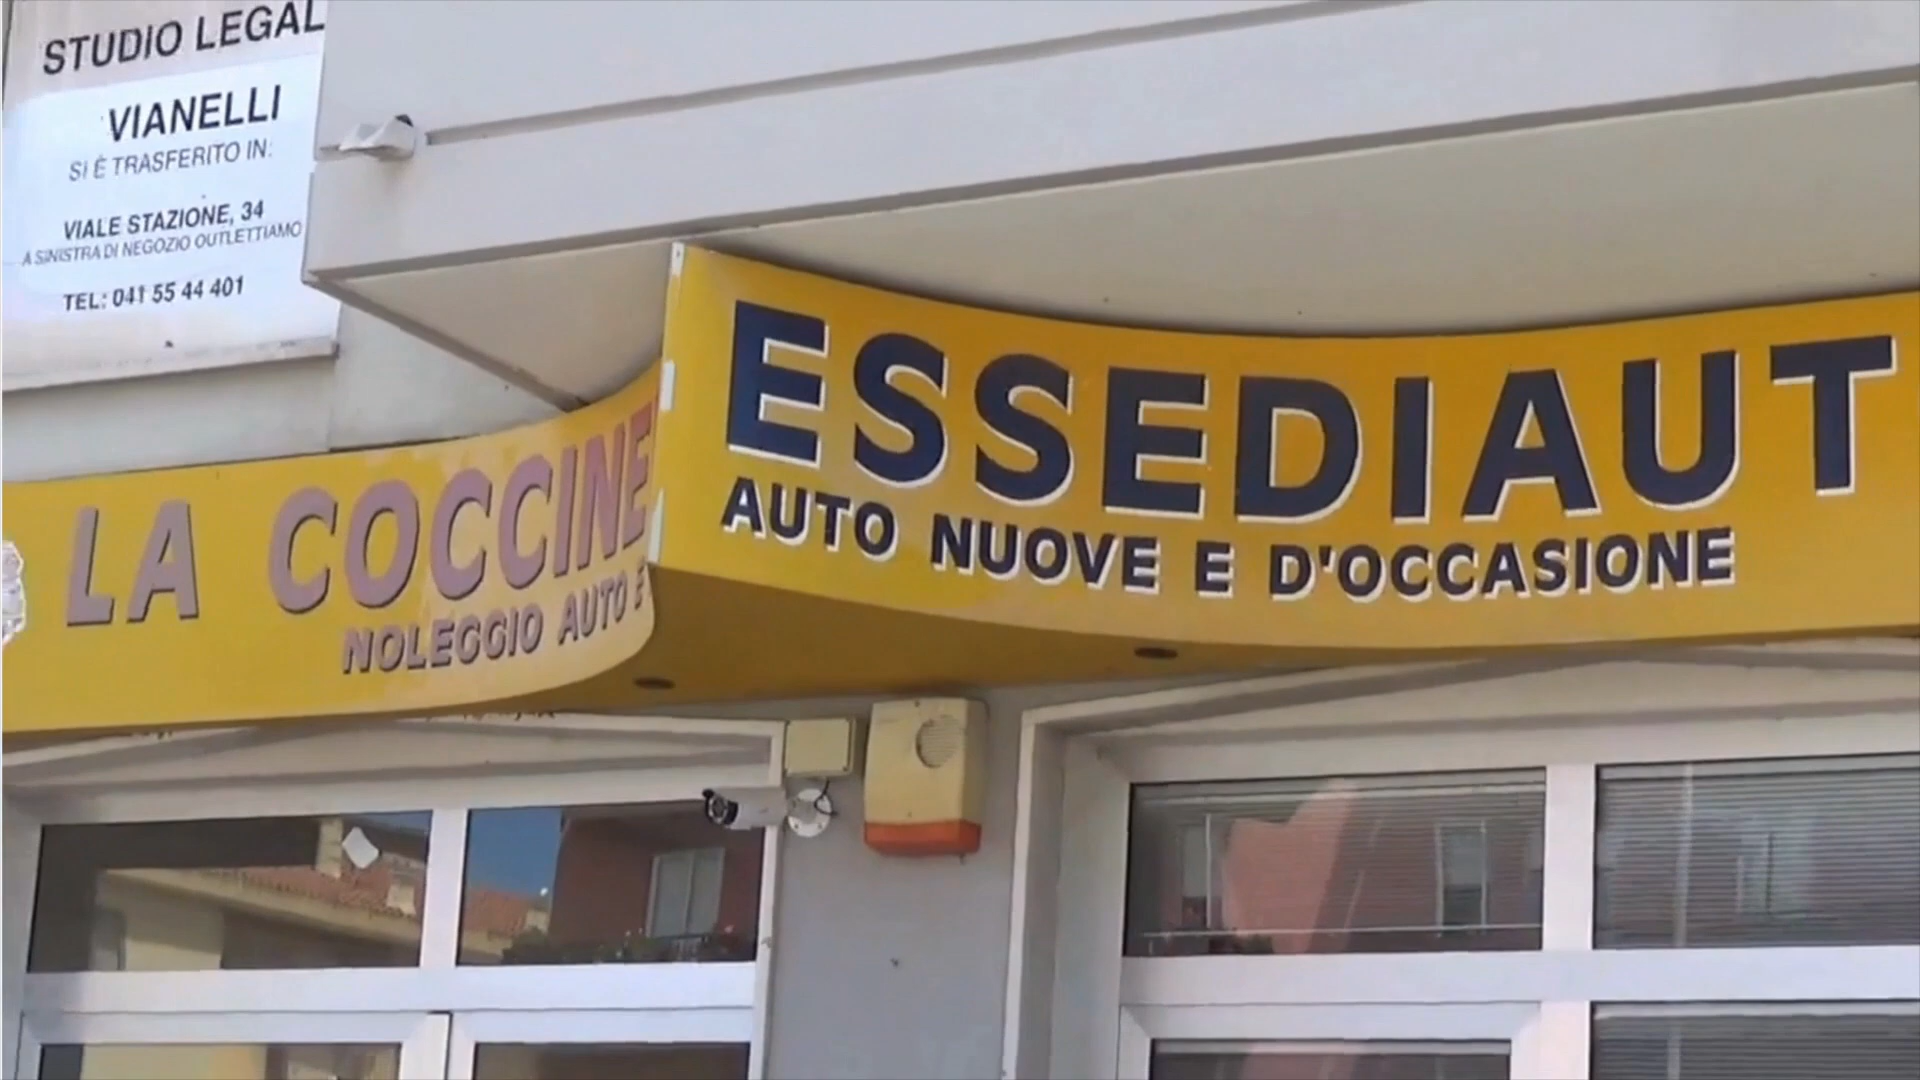 STUDIO LEGAL
VIANELLI
SI È TRASFERITO IN:
VIALE STAZIONE, 34
A SINISTRA DI NEGOZIO OUTLETTIAMO
TEL: 041 55 44 401
LA COCCINE
NOLEGGIO AUTO E
ESSEDIAUT
AUTO NUOVE E D'OCCASIONE